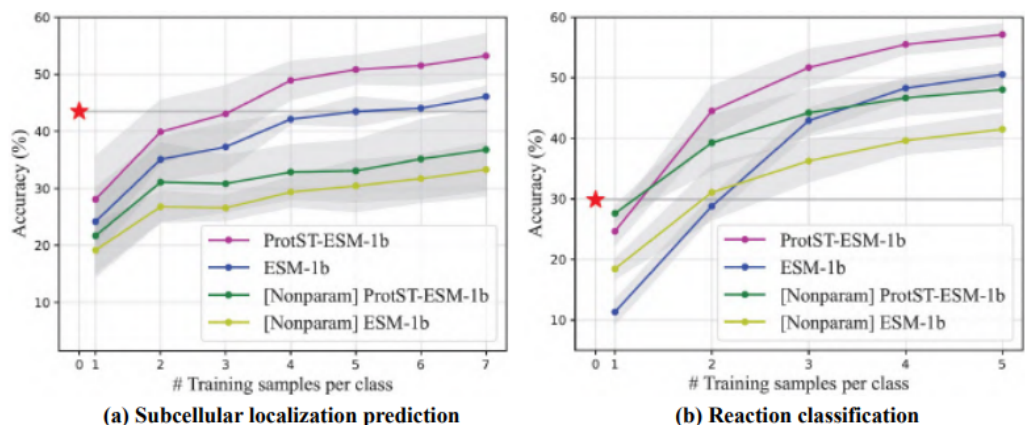 60
50
40
30
20
10
Accuracy (%)
0 1 2 3 4 5 6 7
# Training samples per class
ProtST-ESM-1b
ESM-1b
[Nonparam] ProtST-ESM-1b
[Nonparam] ESM-1b
(a) Subcellular localization prediction
60
50
40
30
20
10
Accuracy (%)
0 1 2 3 4 5
# Training samples per class
ProtST-ESM-1b
ESM-1b
[Nonparam] ProtST-ESM-1b
[Nonparam] ESM-1b
(b) Reaction classification